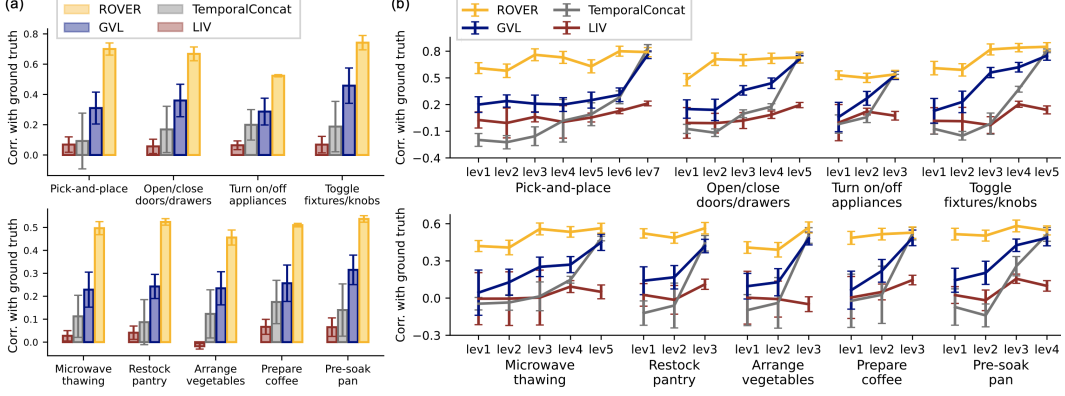 (a)
ROVER
GVL
TemporalConcat
LIV
Corr. with ground truth
0.8
0.6
0.4
0.2
0.0
Pick-and-place
Open/close
doors/drawers
Turn on/off
appliances
Toggle
fixtures/knobs
Corr. with ground truth
0.5
0.4
0.3
0.2
0.1
0.0
Microwave
thawing
Restock
pantry
Arrange
vegetables
Prepare
coffee
Pre-soak
pan
(b)
ROVER
GVL
TemporalConcat
LIV
Corr. with ground truth
0.8
0.5
0.2
−0.1
−0.4
lev1 lev2 lev3 lev4 lev5 lev6 lev7
Pick-and-place
lev1 lev2 lev3 lev4 lev5
Open/close
doors/drawers
lev1 lev2 lev3
Turn on/off
appliances
lev1 lev2 lev3 lev4 lev5
Toggle
fixtures/knobs
Corr. with ground truth
0.6
0.3
0.0
−0.3
lev1 lev2 lev3 lev4 lev5
Microwave
thawing
lev1 lev2 lev3
Restock
pantry
lev1 lev2 lev3
Arrange
vegetables
lev1 lev2 lev3
Prepare
coffee
lev1 lev2 lev3 lev4
Pre-soak
pan